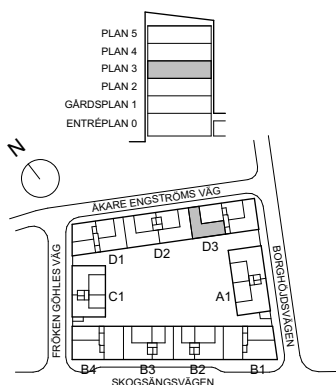 PLAN 5
PLAN 4
PLAN 3
PLAN 2
GÅRDSPLAN 1
ENTRÉPLAN 0
N
ÅKARE ENGSTRÖMS VÄG
D1
D2
D3
FRÖKEN GÖHLES VÄG
C1
A1
BORGHÖJDSVÄGEN
B4
B3
B2
B1
SKOGSÄNGSVÄGEN